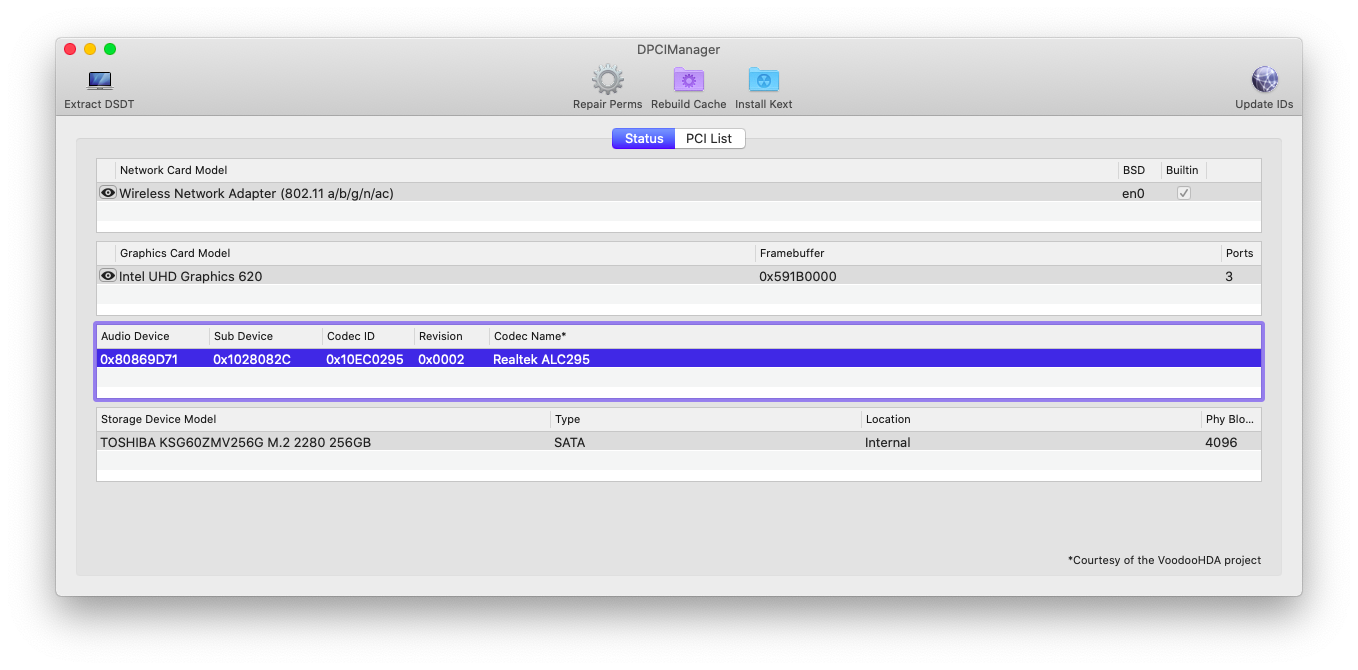 DPCIManager
Extract DSDT Repair Perms Rebuild Cache Install Kext Update IDs
Status PCI List
Network Card Model BSD Builtin
Wireless Network Adapter (802.11 a/b/g/n/ac) en0
Graphics Card Model Framebuffer Ports
Intel UHD Graphics 620 0x591B0000 3
Audio Device Sub Device Codec ID Revision Codec Name*
0x80869D71 0x1028082C 0x10EC0295 0x0002 Realtek ALC295
Storage Device Model Type Location Phy Blo...
TOSHIBA KSG60ZMV256G M.2 2280 256GB SATA Internal 4096
*Courtesy of the VoodooHDA project